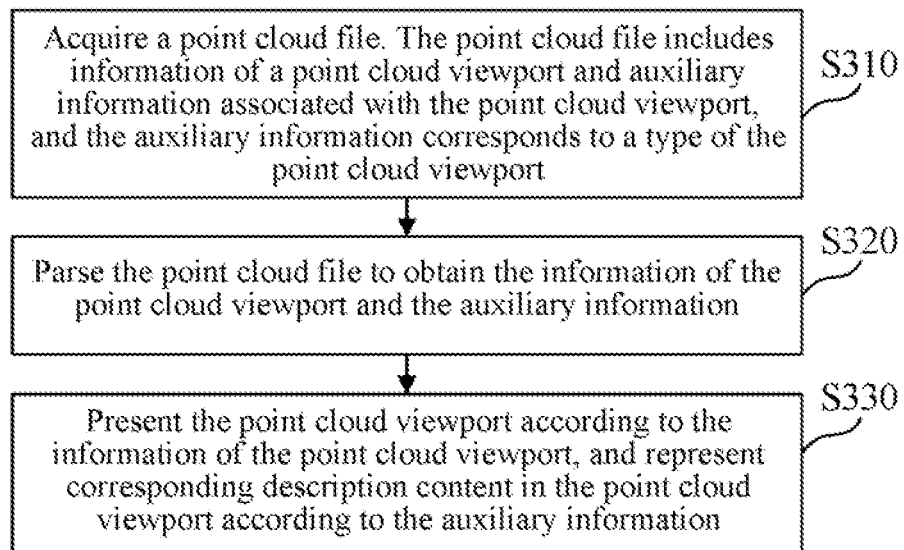 Acquire a point cloud file. The point cloud file includes
information of a point cloud viewport and auxiliary
information associated with the point cloud viewport,
and the auxiliary information corresponds to a type of the
point cloud viewport
S310
Parse the point cloud file to obtain the information of the
point cloud viewport and the auxiliary information
S320
Present the point cloud viewport according to the
information of the point cloud viewport, and represent
corresponding description content in the point cloud
viewport according to the auxiliary information
S330